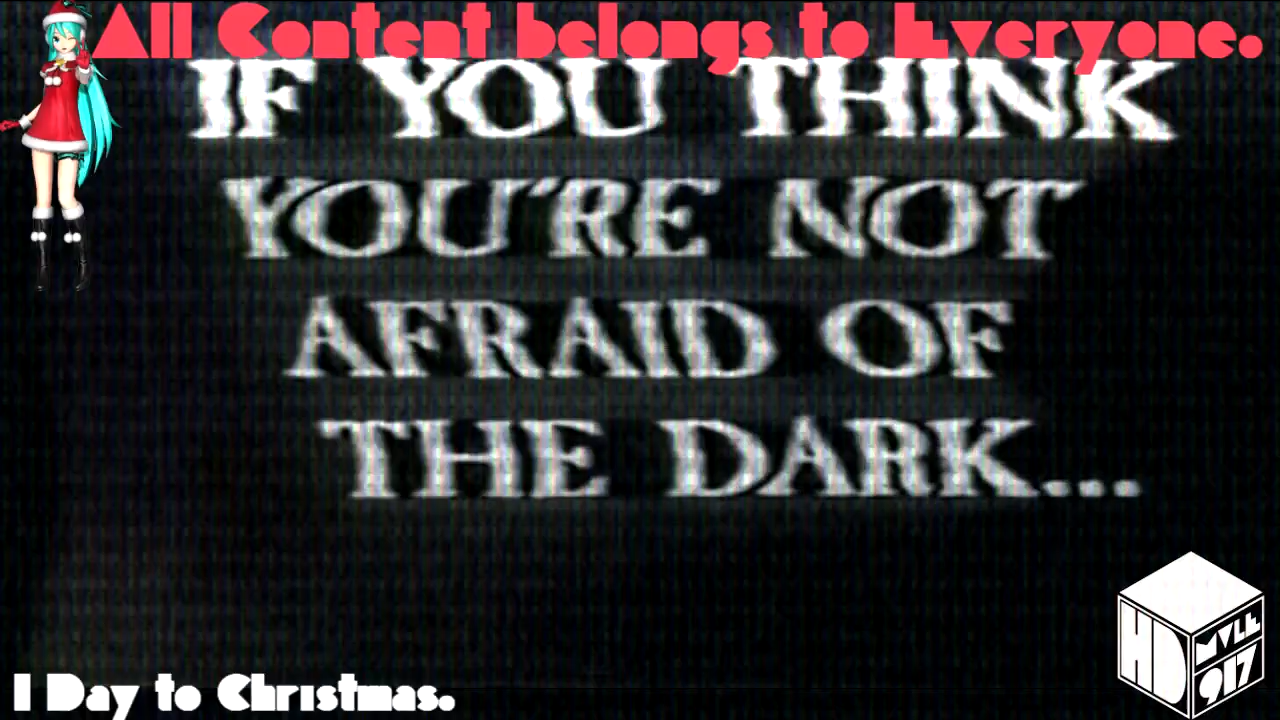 All Content belongs to Everyone.
IF YOU THINK
YOU'RE NOT
AFRAID OF
THE DARK...
HD
917
1 Day to Christmas.